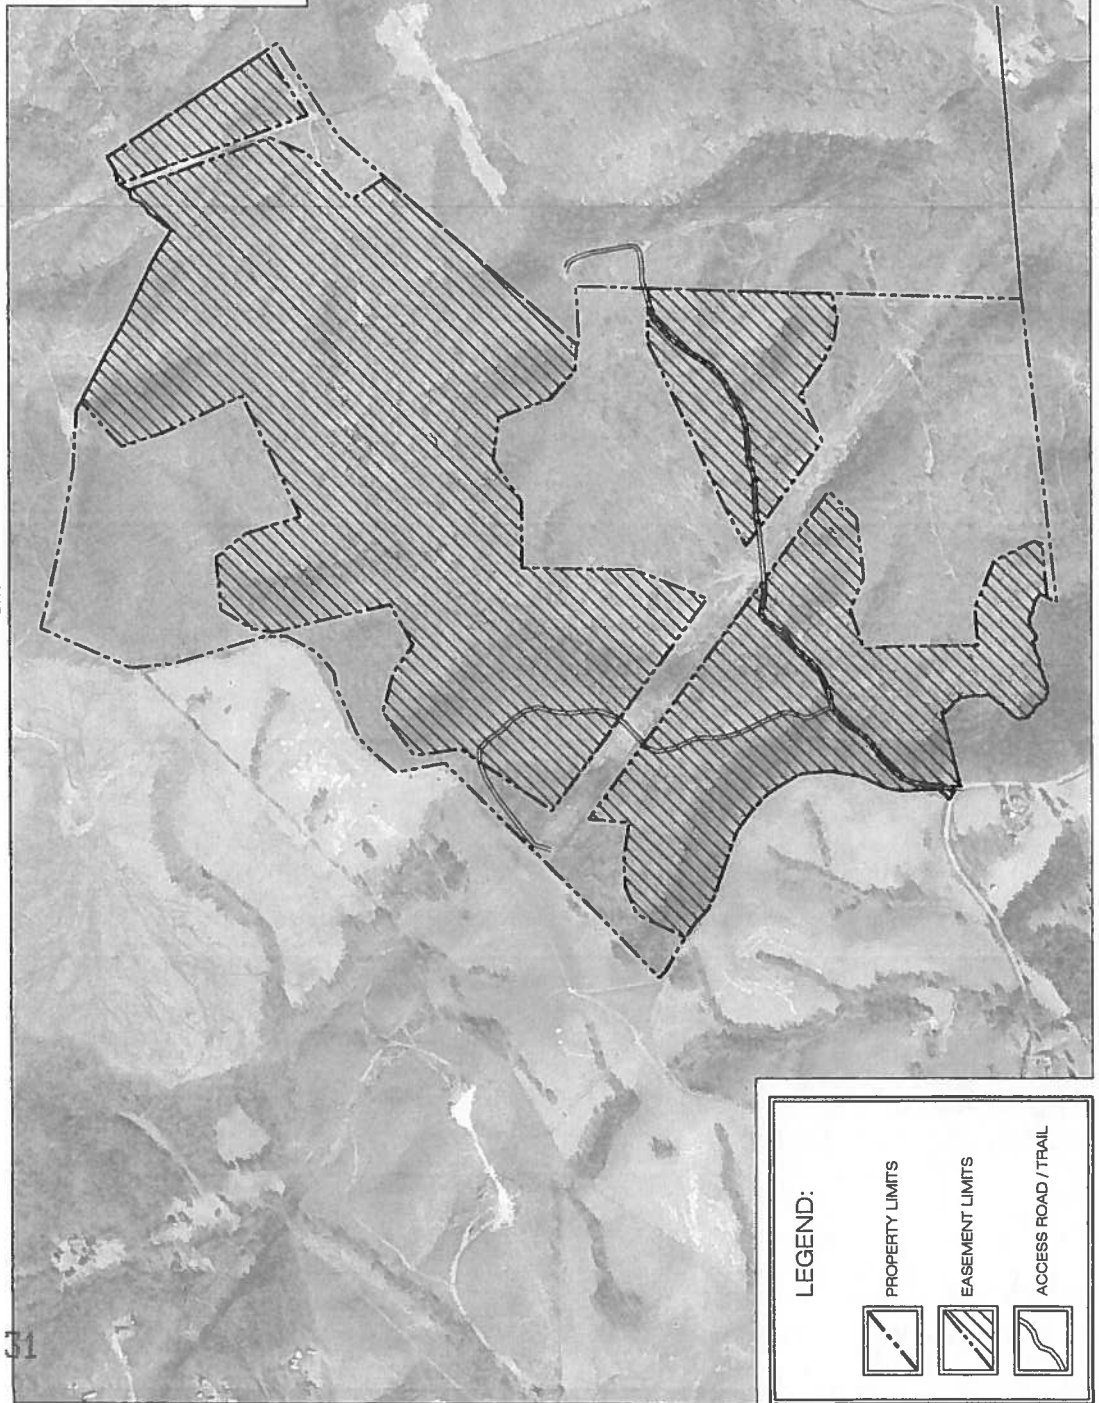 31
LEGEND:
PROPERTY LIMITS
EASEMENT LIMITS
ACCESS ROAD / TRAIL